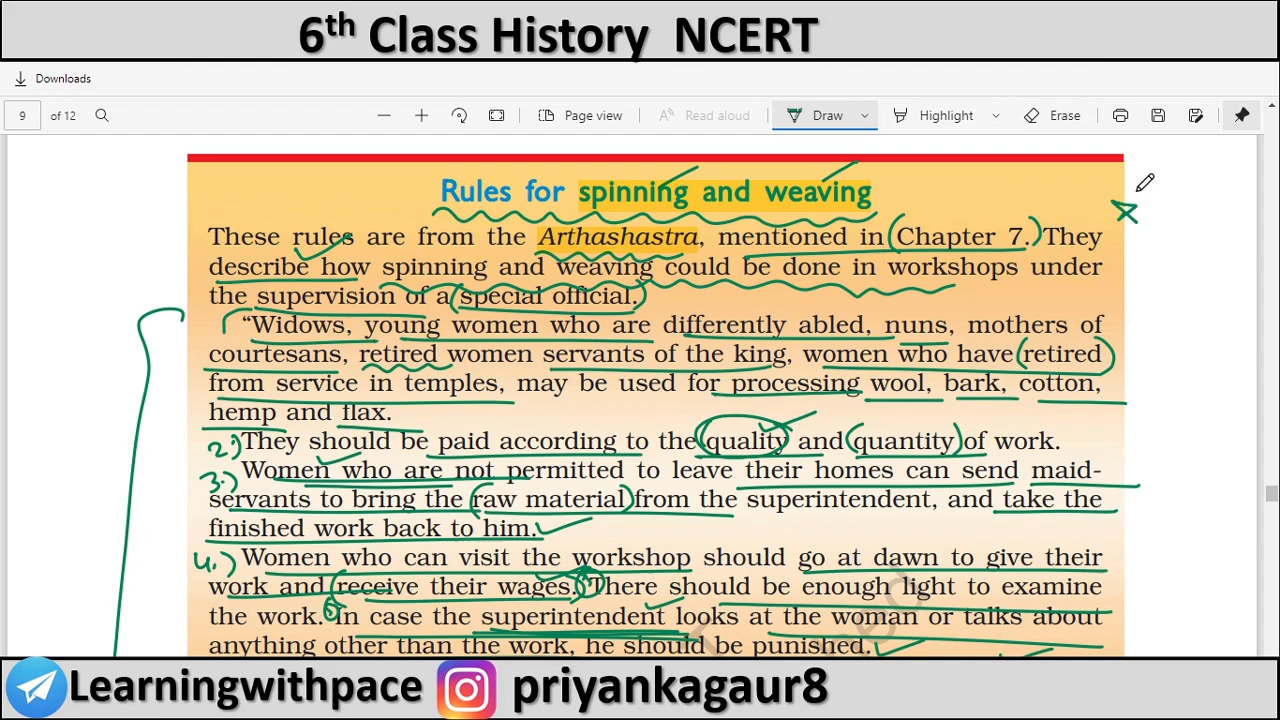 6th Class History NCERT
Downloads
9 of 12 Page view Read aloud Draw Highlight Erase
Rules for spinning and weaving
These rules are from the Arthashastra, mentioned in Chapter 7. They
describe how spinning and weaving could be done in workshops under
the supervision of a special official.
“Widows, young women who are differently abled, nuns, mothers of
courtesans, retired women servants of the king, women who have retired
from service in temples, may be used for processing wool, bark, cotton,
hemp and flax.
2.) They should be paid according to the quality and quantity of work.
3.) Women who are not permitted to leave their homes can send maid-
servants to bring the raw material from the superintendent, and take the
finished work back to him.
4.) Women who can visit the workshop should go at dawn to give their
work and receive their wages. There should be enough light to examine
the work. In case the superintendent looks at the woman or talks about
anything other than the work, he should be punished.
Learningwithpace priyankagaur8